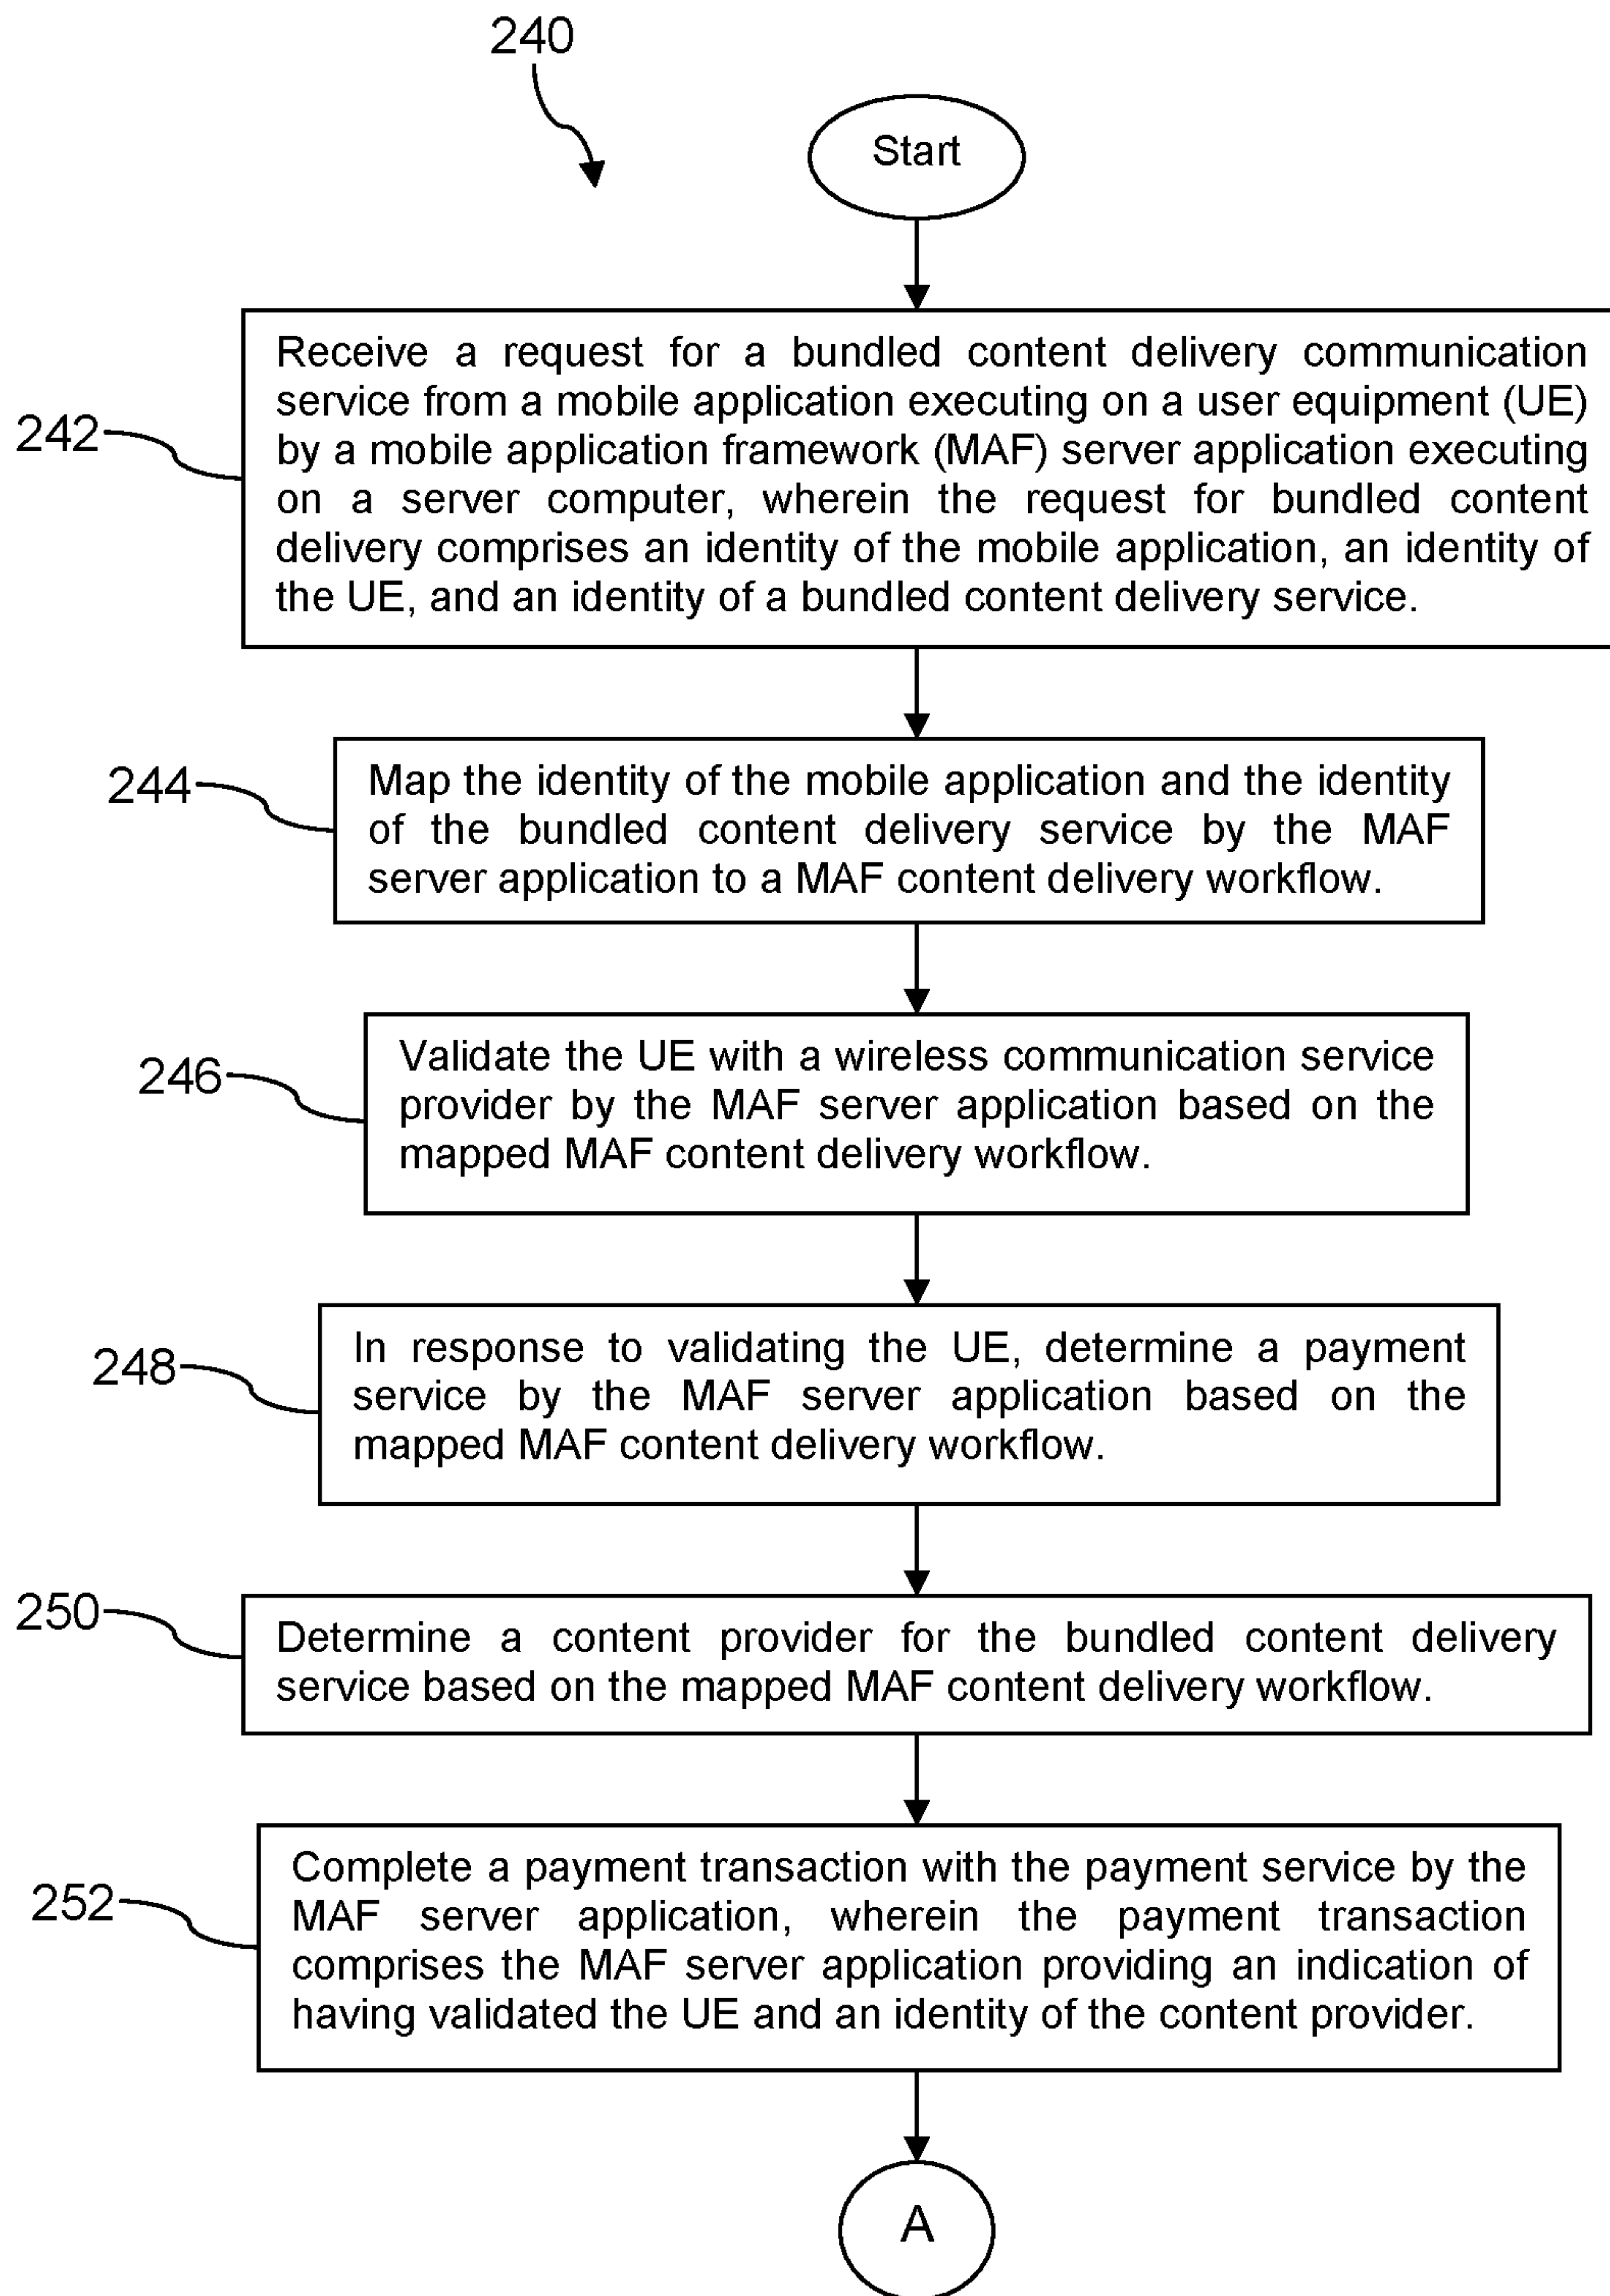 240
Start
242
Receive a request for a bundled content delivery communication
service from a mobile application executing on a user equipment (UE)
by a mobile application framework (MAF) server application executing
on a server computer, wherein the request for bundled content
delivery comprises an identity of the mobile application, an identity of
the UE, and an identity of a bundled content delivery service.
244
Map the identity of the mobile application and the identity
of the bundled content delivery service by the MAF
server application to a MAF content delivery workflow.
246
Validate the UE with a wireless communication service
provider by the MAF server application based on the
mapped MAF content delivery workflow.
248
In response to validating the UE, determine a payment
service by the MAF server application based on the
mapped MAF content delivery workflow.
250
Determine a content provider for the bundled content delivery
service based on the mapped MAF content delivery workflow.
252
Complete a payment transaction with the payment service by the
MAF server application, wherein the payment transaction
comprises the MAF server application providing an indication of
having validated the UE and an identity of the content provider.
A